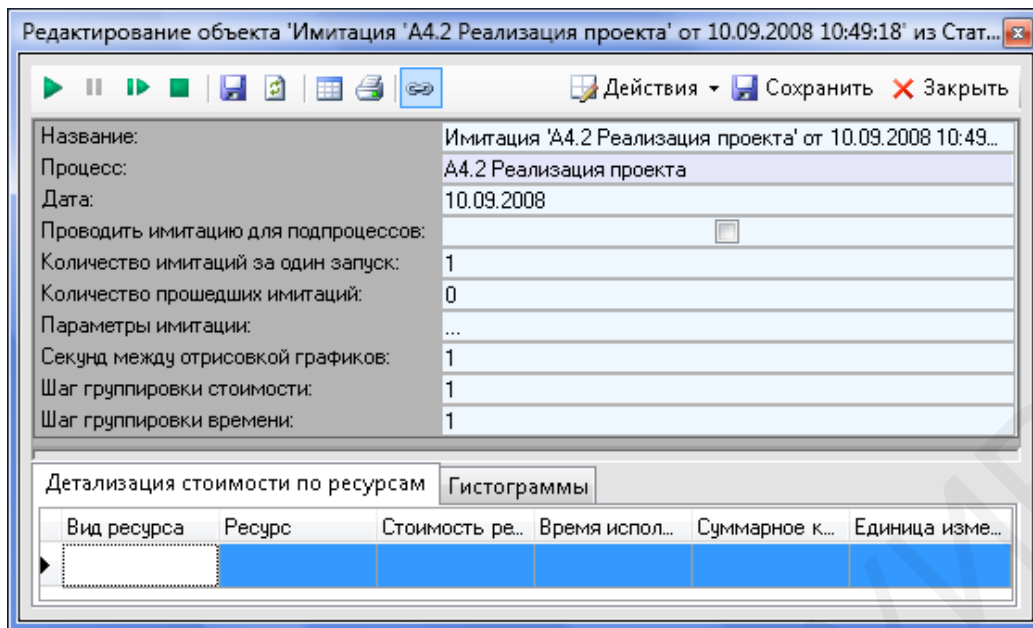 Редактирование объекта 'Имитация 'A4.2 Реализация проекта' от 10.09.2008 10:49:18' из Стат...
Действия Сохранить Закрыть
Название: Имитация 'A4.2 Реализация проекта' от 10.09.2008 10:49...
Процесс: A4.2 Реализация проекта
Дата: 10.09.2008
Проводить имитацию для подпроцессов:
Количество имитаций за один запуск: 1
Количество прошедших имитаций: 0
Параметры имитации: ...
Секунд между отрисовкой графиков: 1
Шаг группировки стоимости: 1
Шаг группировки времени: 1
Детализация стоимости по ресурсам Гистограммы
Вид ресурса Ресурс Стоимость ре... Время испол... Суммарное к... Единица изме...